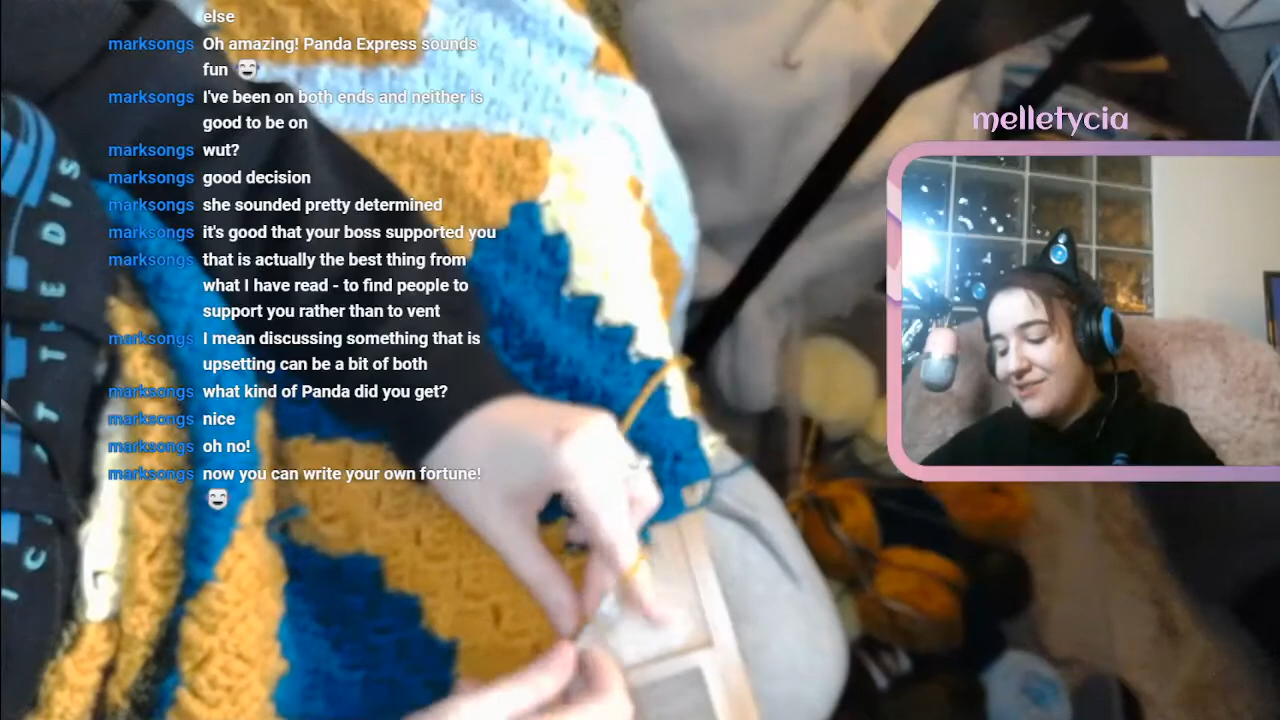 else
marksongs Oh amazing! Panda Express sounds
fun
marksongs I've been on both ends and neither is
good to be on
marksongs wut?
marksongs good decision
marksongs she sounded pretty determined
marksongs it's good that your boss supported you
marksongs that is actually the best thing from
what I have read - to find people to
support you rather than to vent
marksongs I mean discussing something that is
upsetting can be a bit of both
marksongs what kind of Panda did you get?
marksongs nice
marksongs oh no!
marksongs now you can write your own fortune!
melletycia